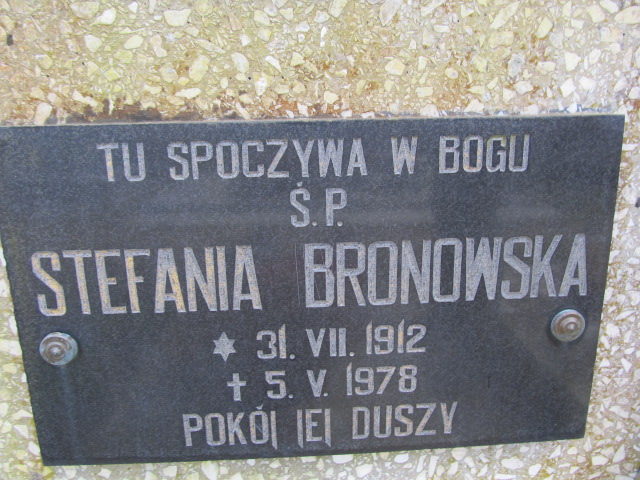 TU SPOCZYWA W BOGU
Ś.P.
STEFANIA BRONOWSKA
✶ 31. VII. 1912
✝ 5. V. 1978
POKÓJ JEJ DUSZY